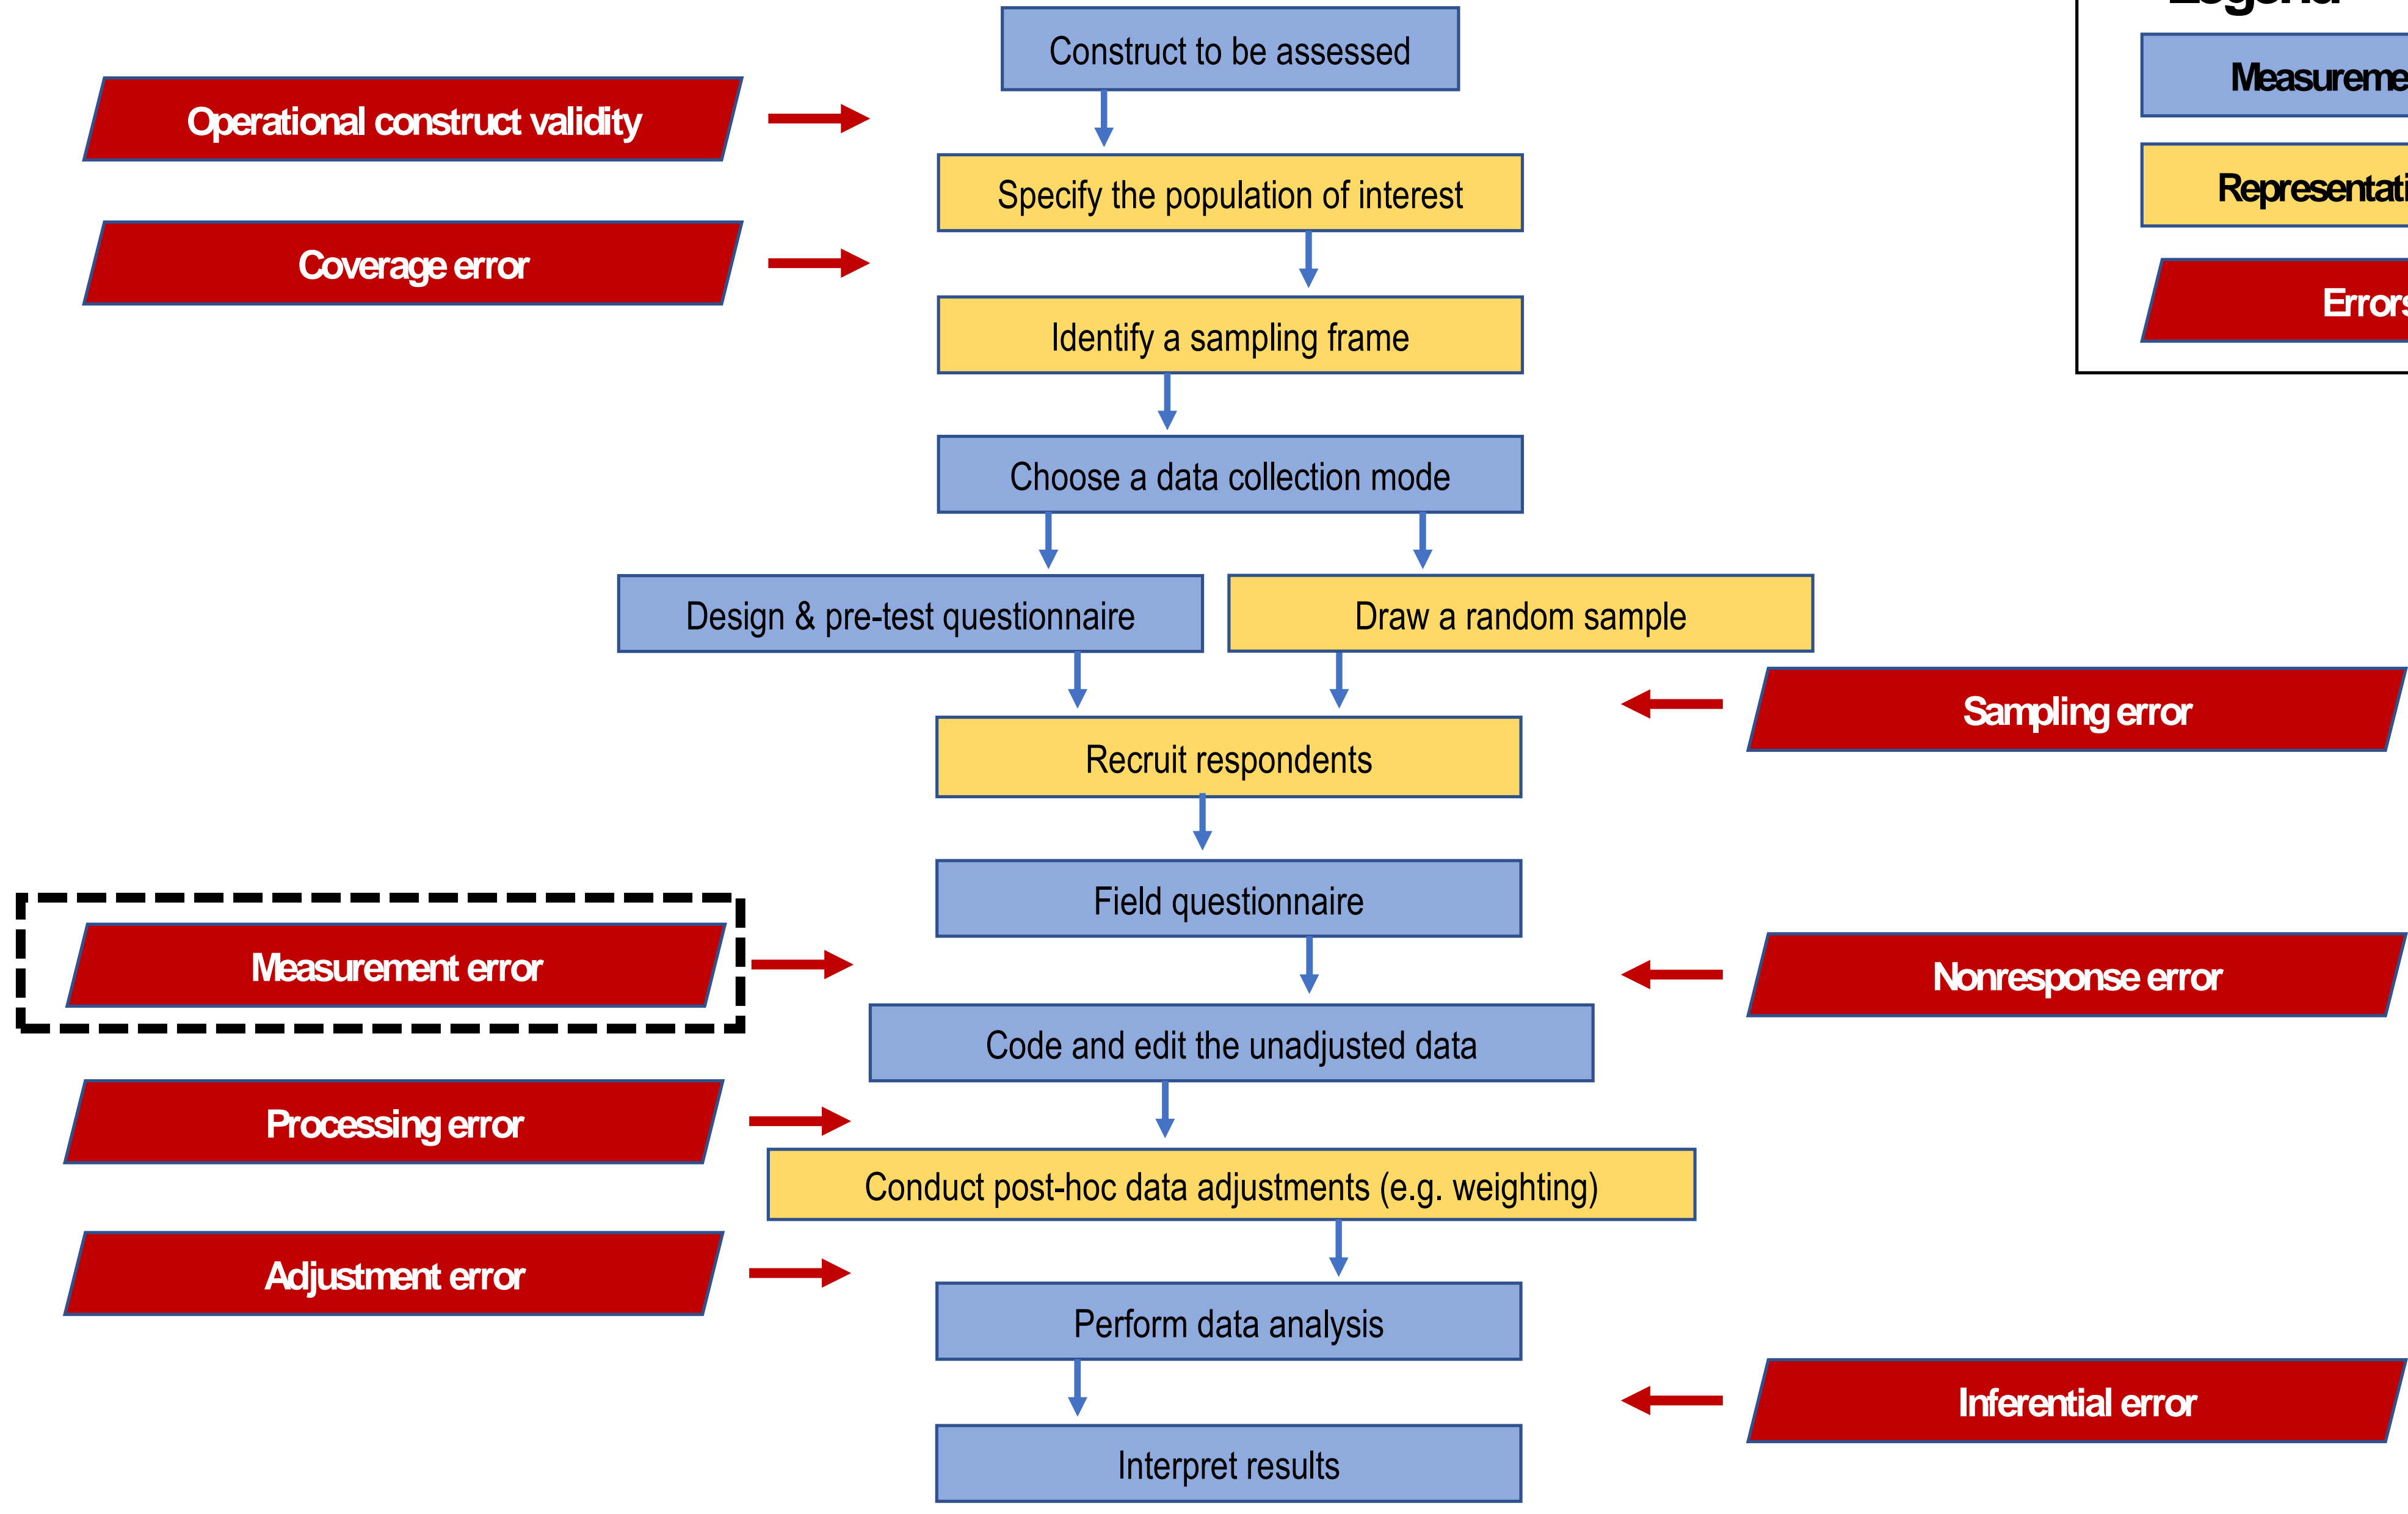 Construct to be assessed
Operational construct validity
Specify the population of interest
Coverage error
Identify a sampling frame
Choose a data collection mode
Design & pre-test questionnaire
Draw a random sample
Sampling error
Recruit respondents
Field questionnaire
Measurement error
Nonresponse error
Code and edit the unadjusted data
Processing error
Conduct post-hoc data adjustments (e.g. weighting)
Adjustment error
Perform data analysis
Inferential error
Interpret results
Legend
Errors